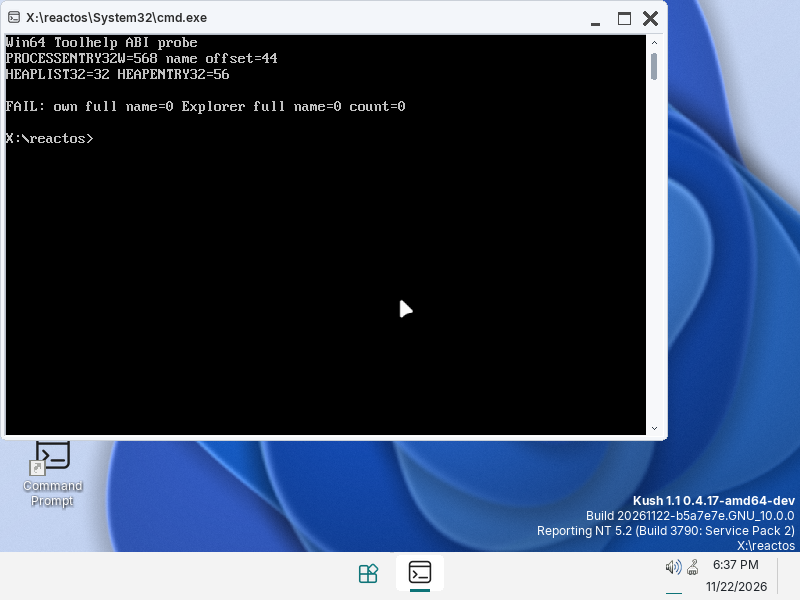 X:\reactos\System32\cmd.exe
Win64 Toolhelp ABI probe
PROCESSENTRY32W=568 name offset=44
HEAPLIST32=32 HEAPENTRY32=56
FAIL: own full name=0 Explorer full name=0 count=0
X:\reactos>
Command
Prompt
Kush 1.1 0.4.17-amd64-dev
Build 20261122-b5a7e7e.GNU_10.0.0
Reporting NT 5.2 (Build 3790: Service Pack 2)
X:\reactos
6:37 PM
11/22/2026